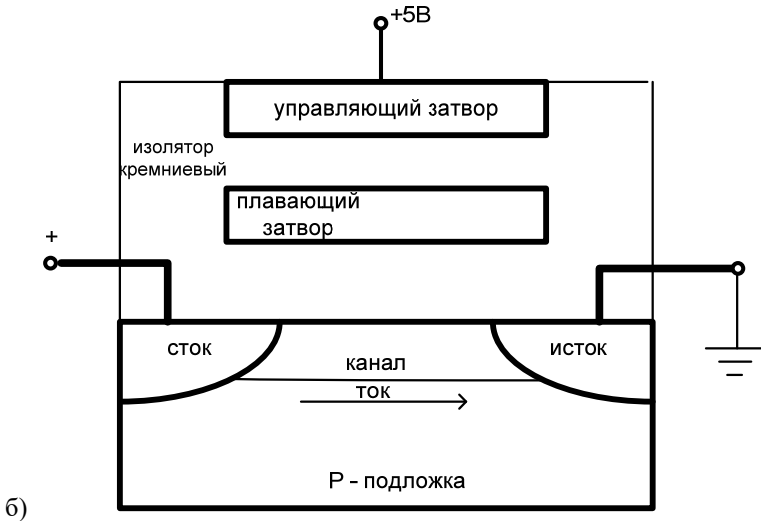 +5В
управляющий затвор
изолятор
кремниевый
плавающий
затвор
+
сток
исток
канал
ток
Р - подложка
б)